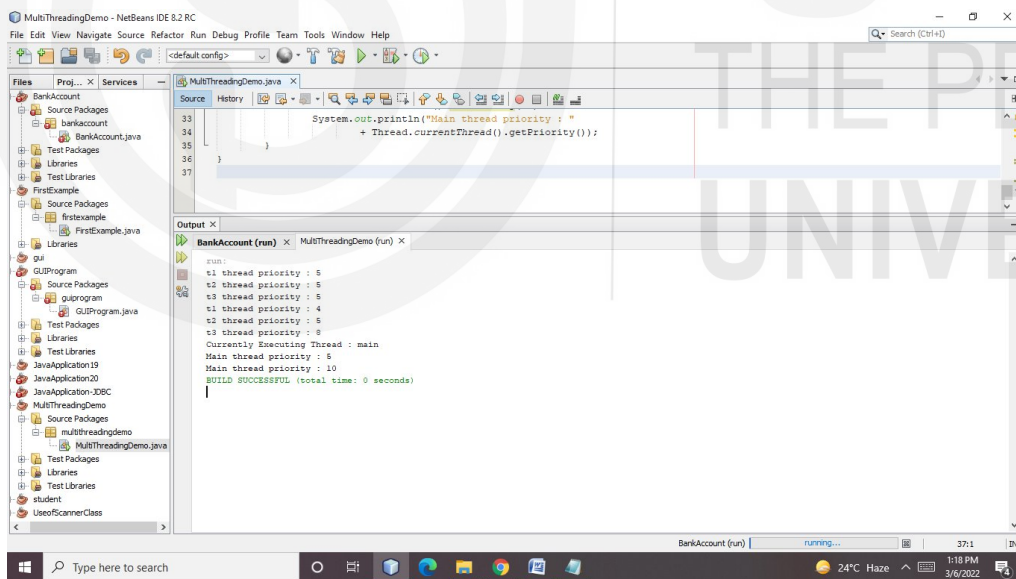 MultiThreadingDemo - NetBeans IDE 8.2 RC
File Edit View Navigate Source Refactor Run Debug Profile Team Tools Window Help
Search (Ctrl+I)
<default config>
Files Proj... × Services
MultiThreadingDemo.java ×
Source History
BankAccount
Source Packages
bankaccount
BankAccount.java
Test Packages
Libraries
Test Libraries
FirstExample
Source Packages
firstexample
FirstExample.java
Libraries
gui
GUIProgram
Source Packages
guiprogram
GUIProgram.java
Test Packages
Libraries
Test Libraries
JavaApplication19
JavaApplication20
JavaApplication-JDBC
MultiThreadingDemo
Source Packages
multithreadingdemo
MultiThreadingDemo.java
Test Packages
Libraries
Test Libraries
student
UseofScannerClass
33 System.out.println("Main thread priority : "
34 + Thread.currentThread().getPriority());
35 }
36 }
37
Output ×
BankAccount (run) × MultiThreadingDemo (run) ×
run:
t1 thread priority : 5
t2 thread priority : 5
t3 thread priority : 5
t1 thread priority : 4
t2 thread priority : 6
t3 thread priority : 8
Currently Executing Thread : main
Main thread priority : 5
Main thread priority : 10
BUILD SUCCESSFUL (total time: 0 seconds)
BankAccount (run) running... 37:1
Type here to search
24°C Haze
1:18 PM
3/6/2022
4
THE PE
UNIVE